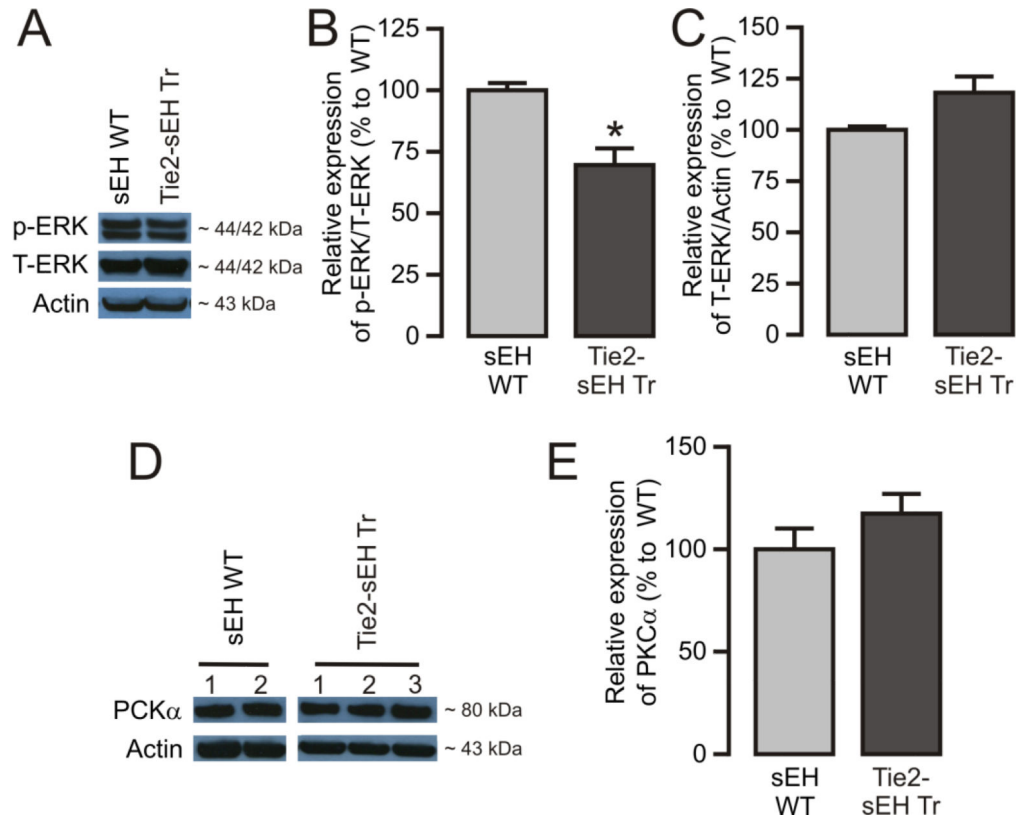 A
sEH WT
Tie2-sEH Tr
p-ERK
~ 44/42 kDa
T-ERK
~ 44/42 kDa
Actin
~ 43 kDa
B
Relative expression
of p-ERK/T-ERK (% to WT)
125
100
75
50
25
0
*
sEH
WT
Tie2-
sEH Tr
C
Relative expression
of T-ERK/Actin (% to WT)
150
125
100
75
50
25
0
sEH
WT
Tie2-
sEH Tr
D
sEH WT
Tie2-sEH Tr
1 2 1 2 3
PCKα
~ 80 kDa
Actin
~ 43 kDa
E
Relative expression
of PKCα (% to WT)
150
100
50
0
sEH
WT
Tie2-
sEH Tr